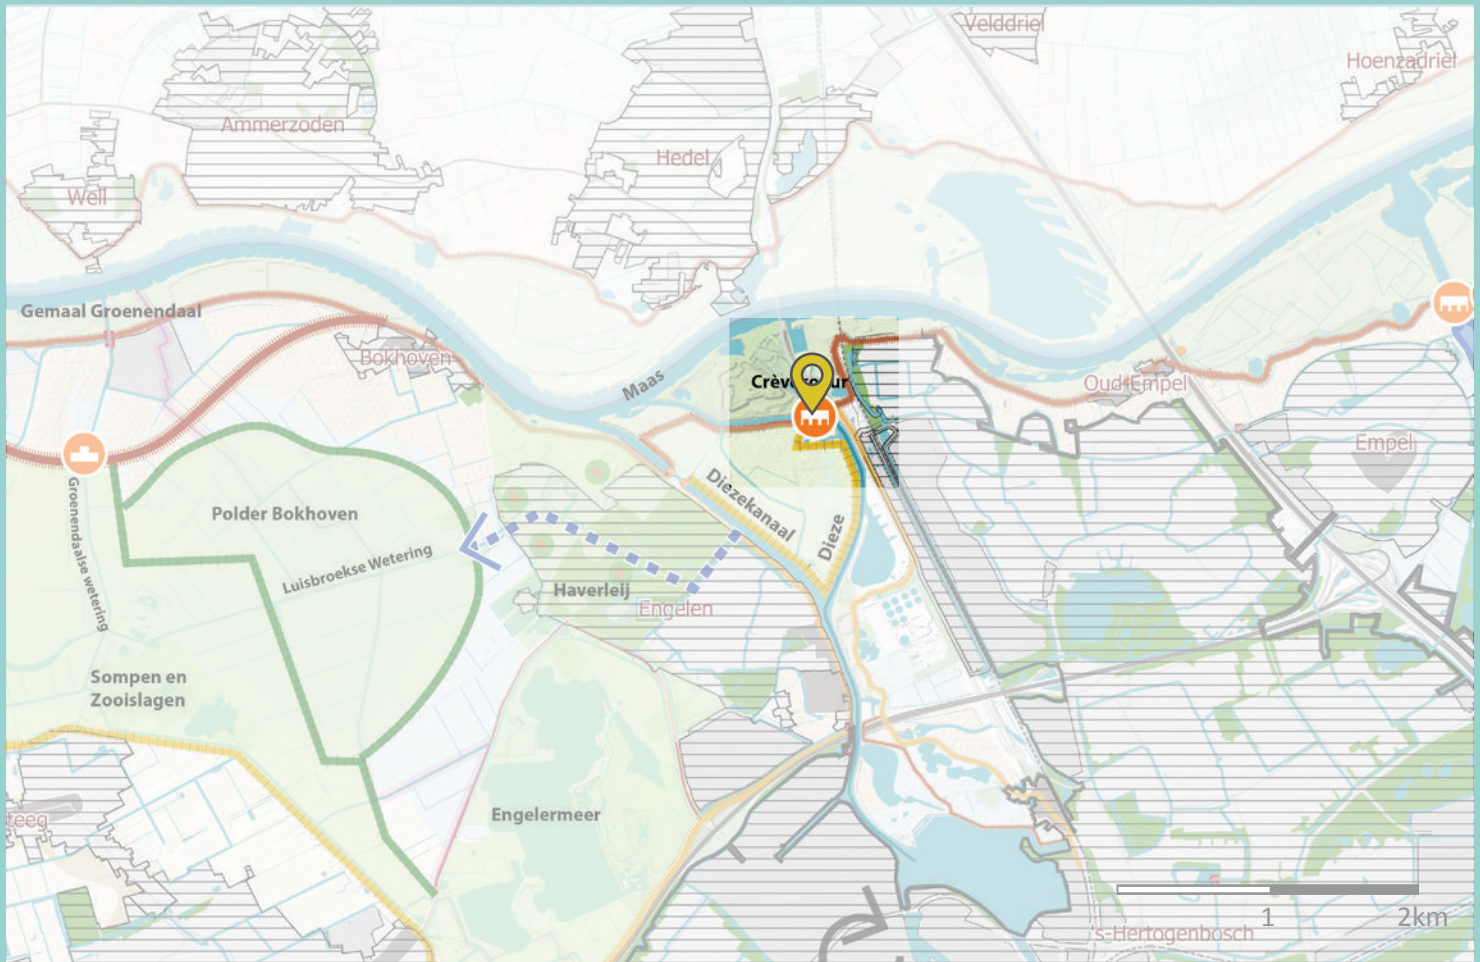 Velddriel
Hoenzadriel
Ammerzoden
Hedel
Well
Gemaal Groenendaal
Bokhoven
Maas
Oud-Empel
Empel
Diezekanaal
Dieze
Groenendaalse wetering
Polder Bokhoven
Luisbroekse Wetering
Haverleij
Engelen
Sompen en
Zooislagen
Engelermeer
1
2km
's-Hertogenbosch